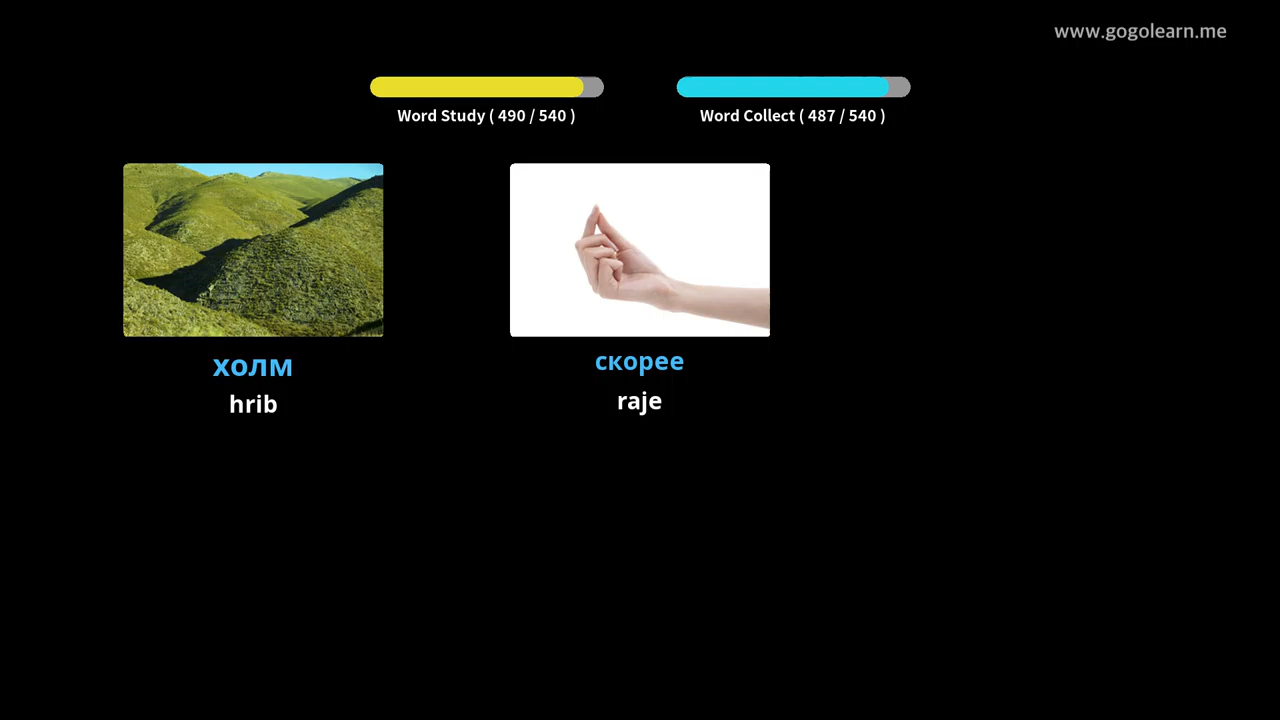 www.gogolearn.me
Word Study ( 490 / 540 )
Word Collect ( 487 / 540 )
холм
hrib
скорее
raje